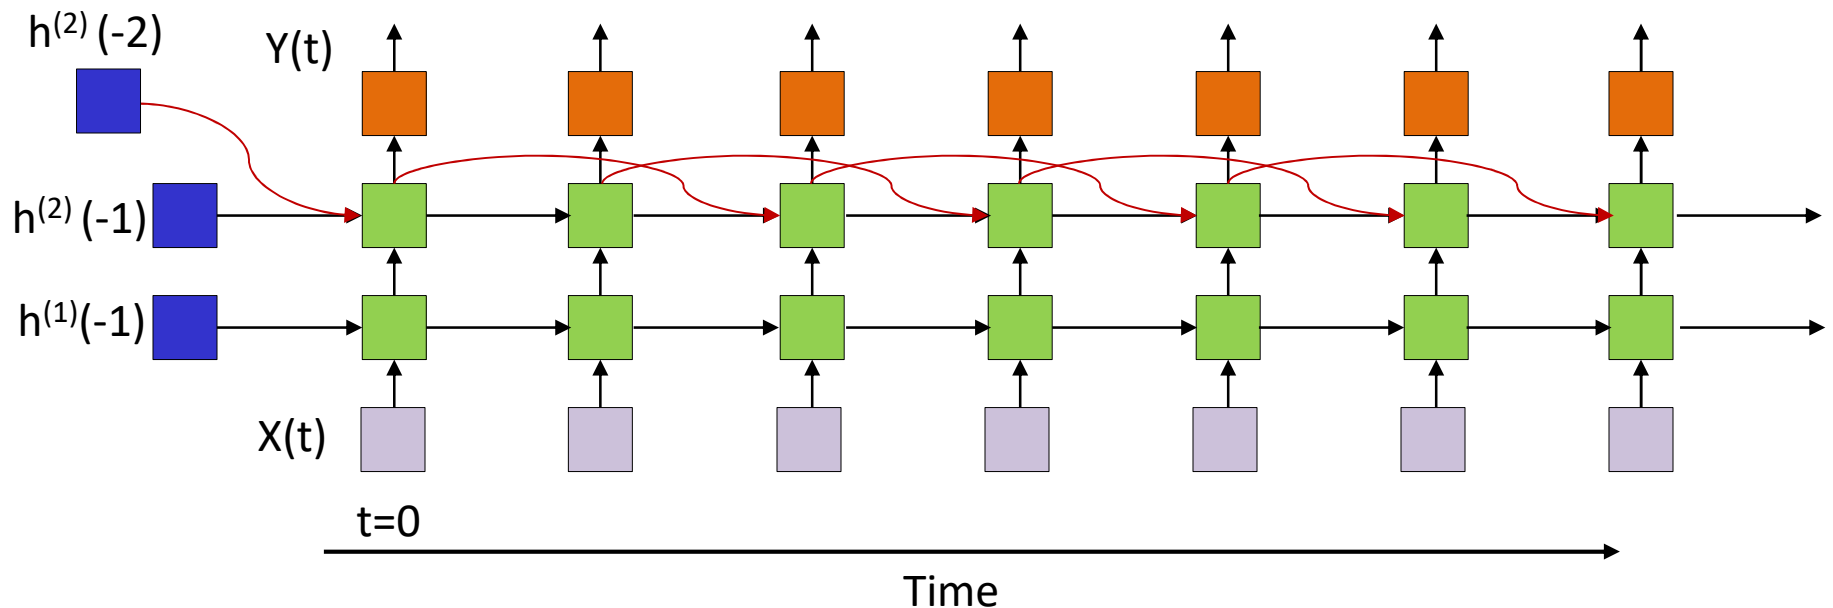 h⁽²⁾ (-2)
Y(t)
h⁽²⁾ (-1)
h⁽¹⁾(-1)
X(t)
t=0
Time